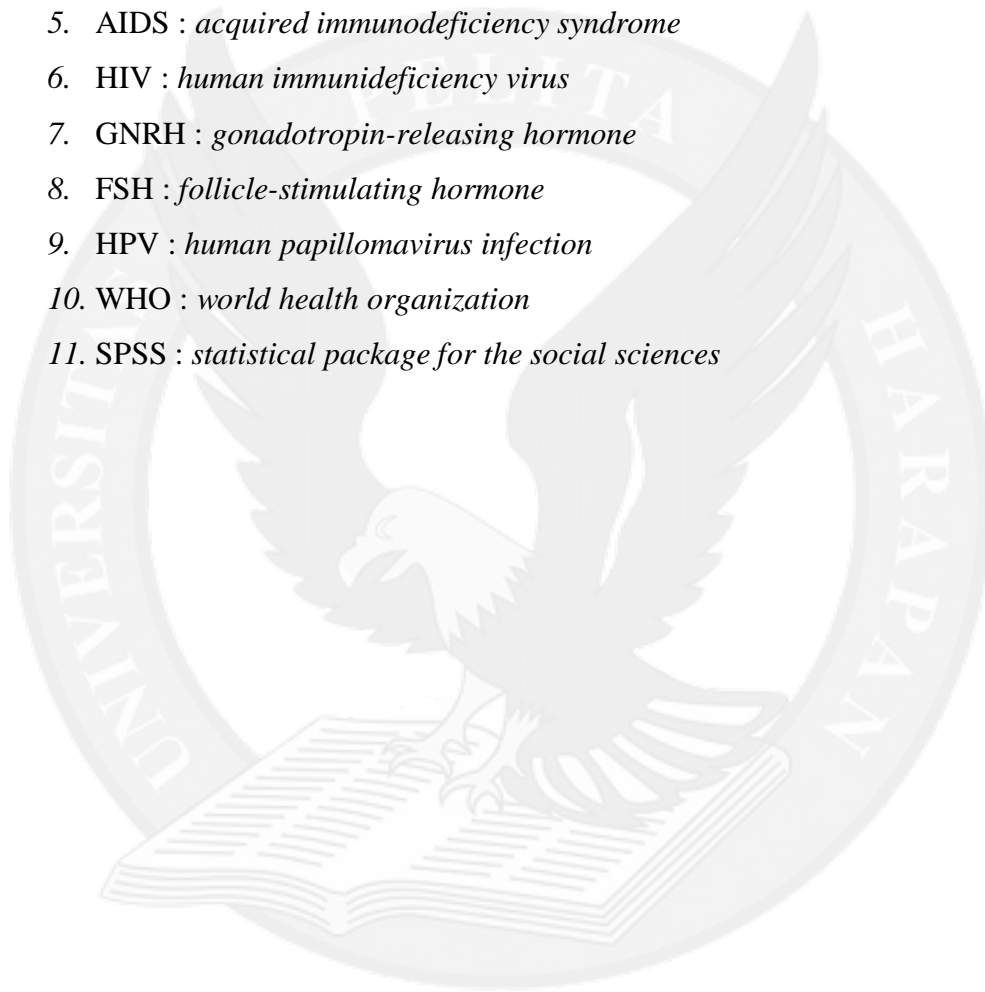 5. AIDS : acquired immunodeficiency syndrome
6. HIV : human immunideficiency virus
7. GNRH : gonadotropin-releasing hormone
8. FSH : follicle-stimulating hormone
9. HPV : human papillomavirus infection
10. WHO : world health organization
11. SPSS : statistical package for the social sciences
UNIVERSITAS PELITA HARAPAN